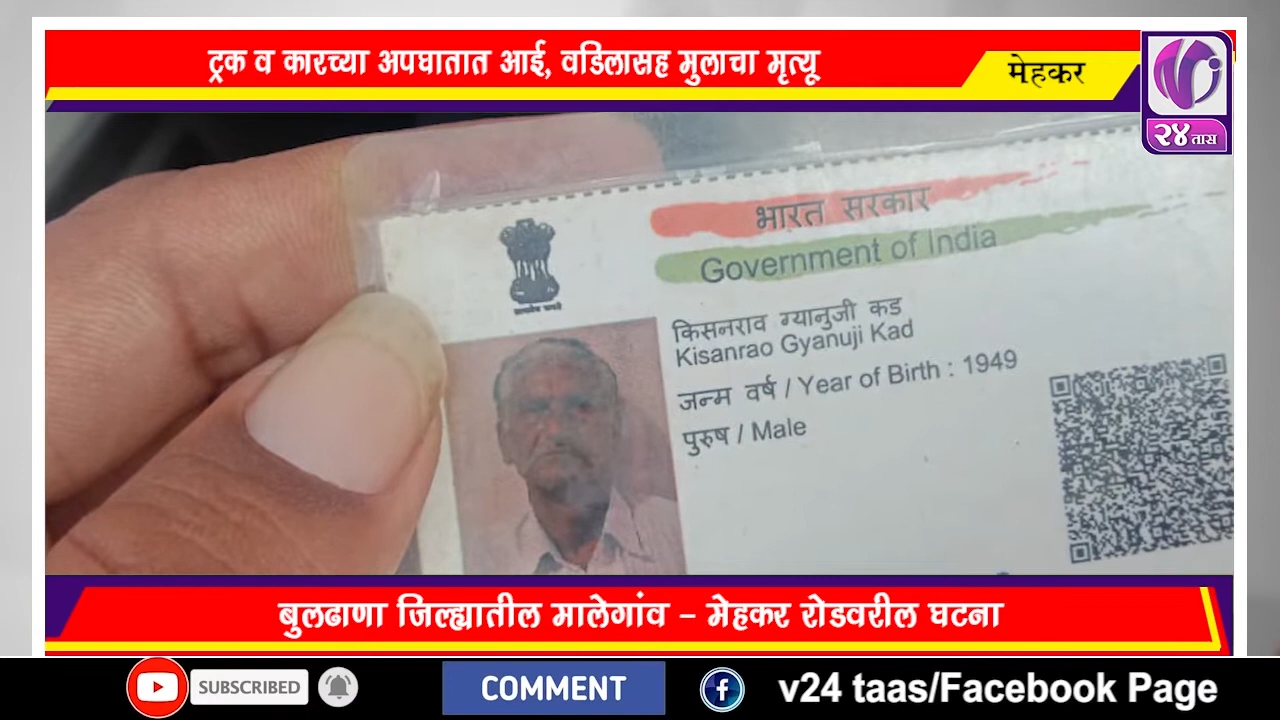 ट्रक व कारच्या अपघातात आई, वडिलासह मुलाचा मृत्यू
मेहकर
२४ तास
भारत सरकार
Government of India
किसनराव ग्यानुजी कड
Kisanrao Gyanuji Kad
जन्म वर्ष / Year of Birth : 1949
पुरुष / Male
बुलढाणा जिल्ह्यातील मालेगांव - मेहकर रोडवरील घटना
SUBSCRIBED
COMMENT
v24 taas/Facebook Page